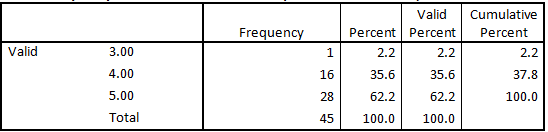 Frequency Percent Valid Percent Cumulative Percent
Valid 3.00 1 2.2 2.2 2.2
4.00 16 35.6 35.6 37.8
5.00 28 62.2 62.2 100.0
Total 45 100.0 100.0